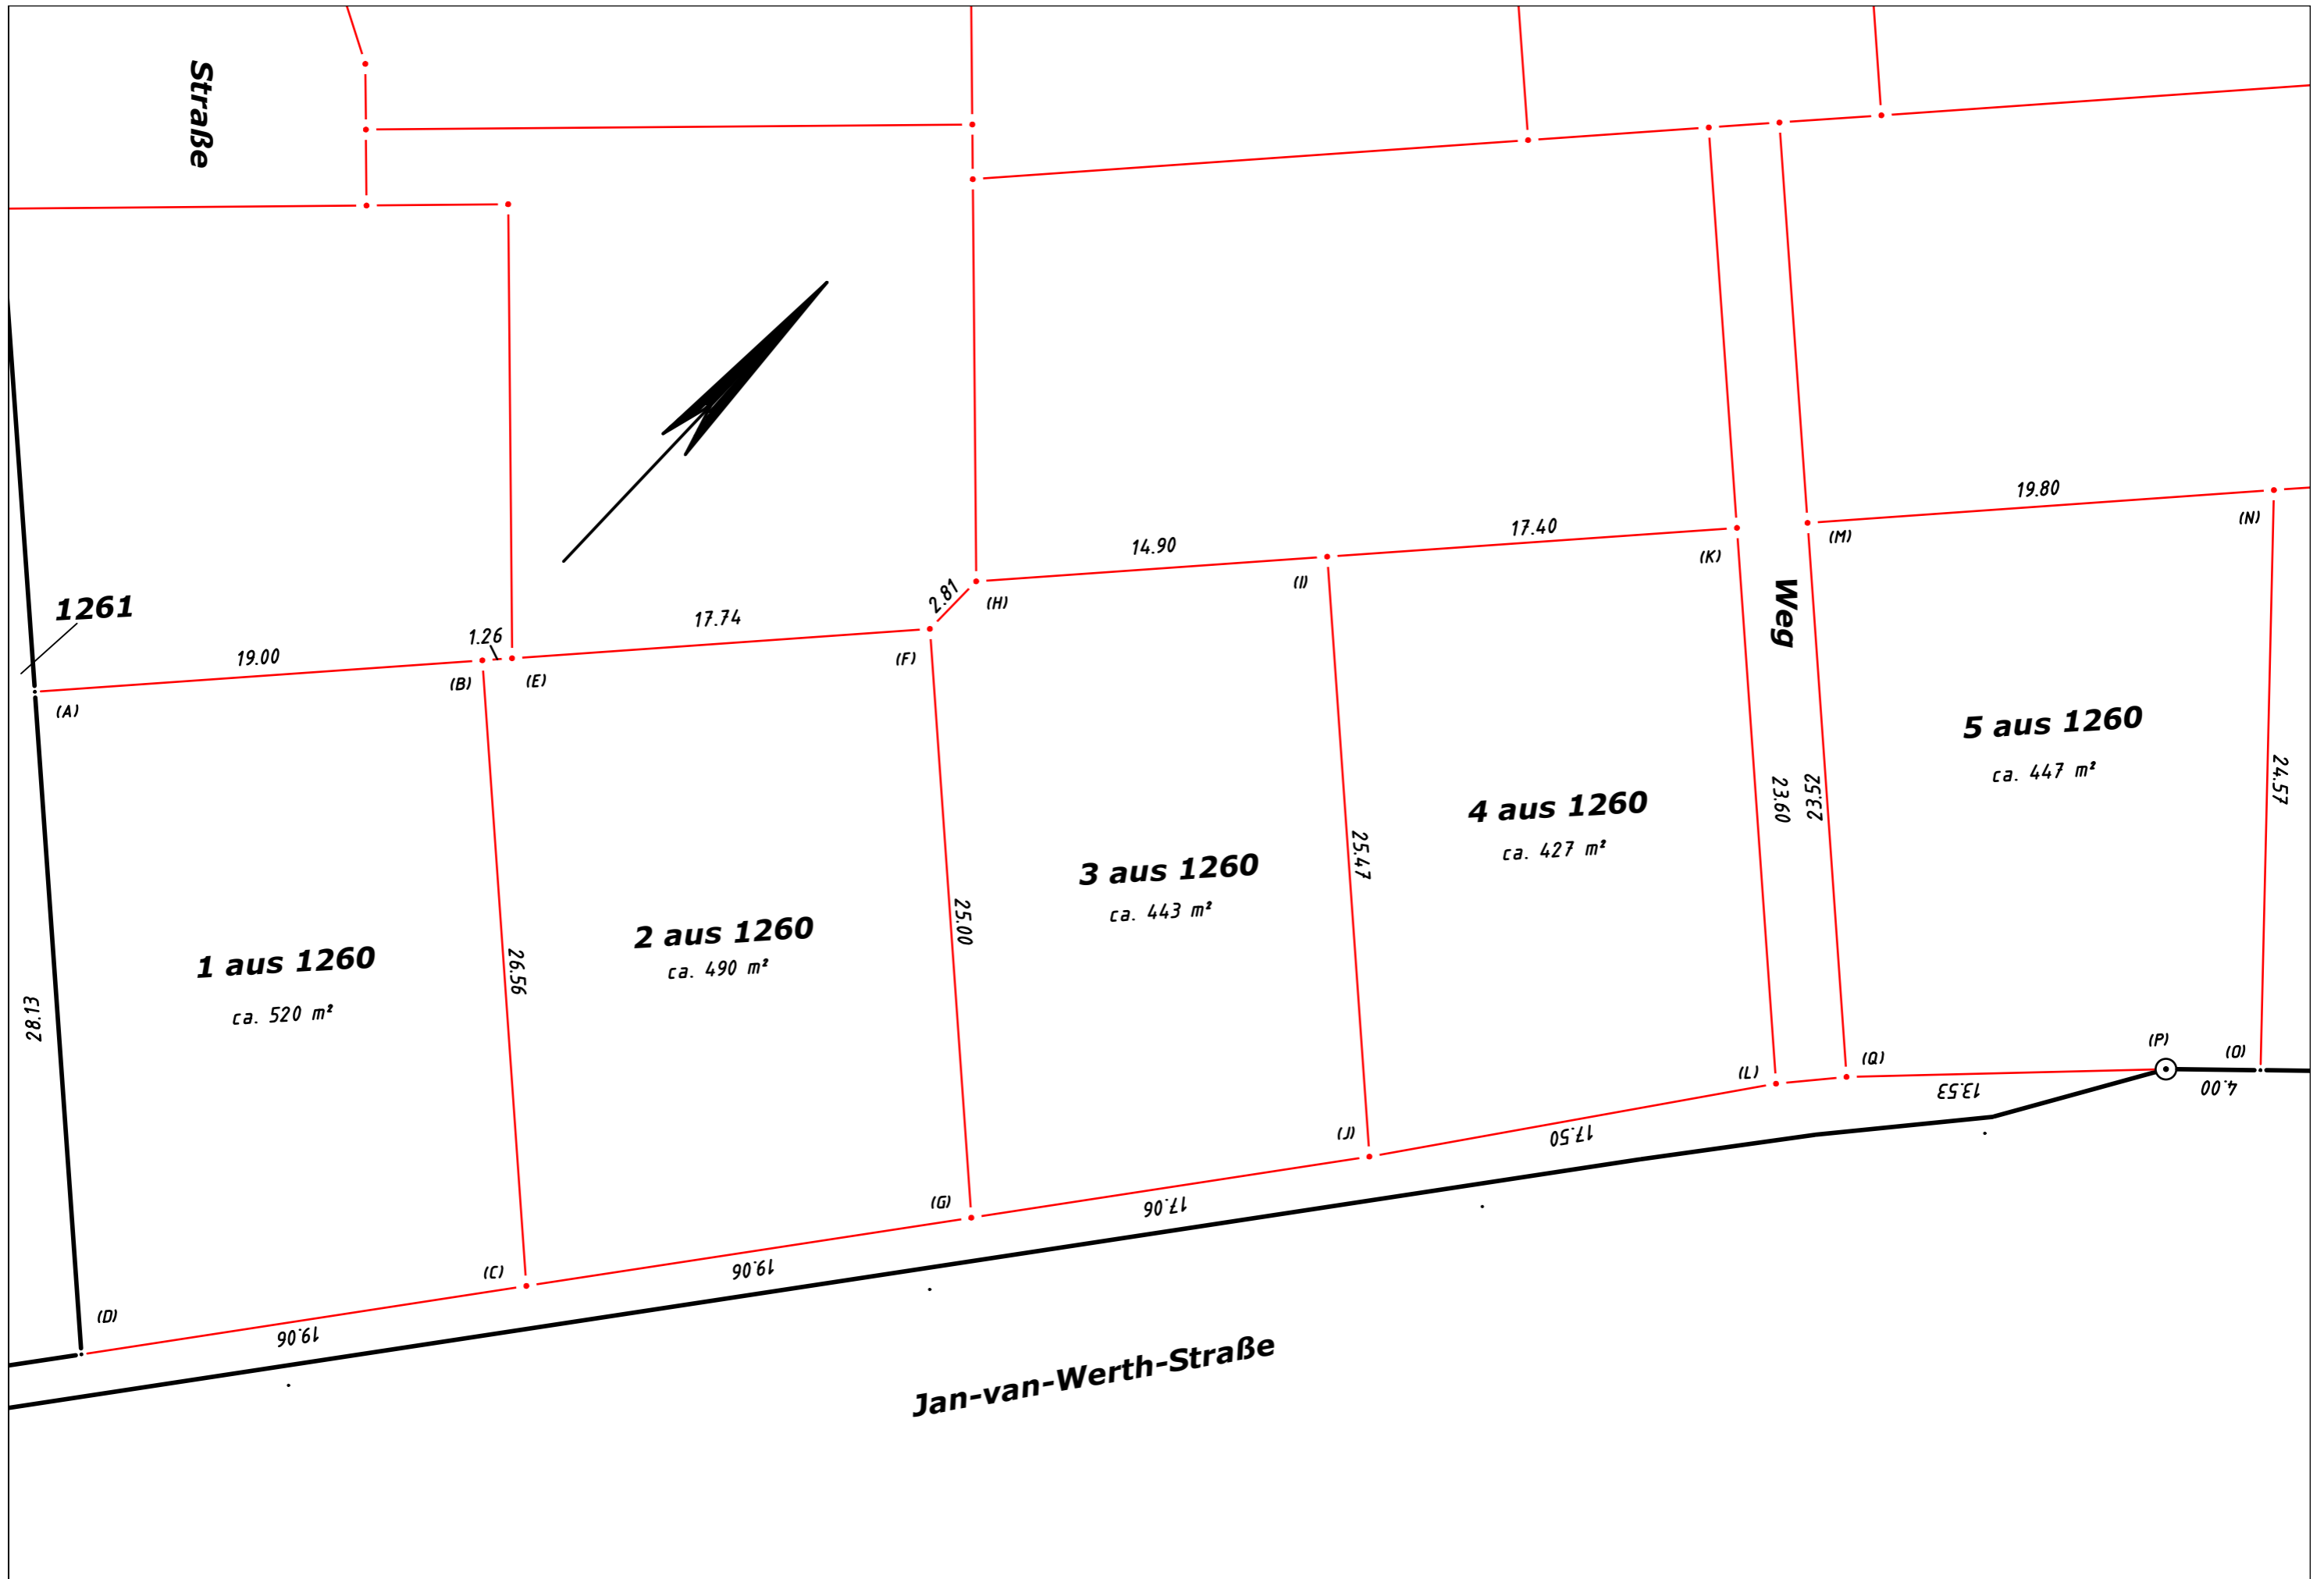 Straße
19.80
(N)
17.40
14.90
(M)
(K)
(I)
Weg
2.81
(H)
1261
17.74
1.26
19.00
(F)
(B)
(E)
(A)
5 aus 1260
ca. 447 m²
24.57
23.60
23.52
4 aus 1260
ca. 427 m²
25.47
3 aus 1260
ca. 443 m²
25.00
2 aus 1260
ca. 490 m²
26.56
1 aus 1260
ca. 520 m²
28.13
(P)
(O)
(Q)
(L)
4.00
13.53
(J)
17.50
(G)
17.06
(C)
19.06
(D)
19.06
Jan-van-Werth-Straße